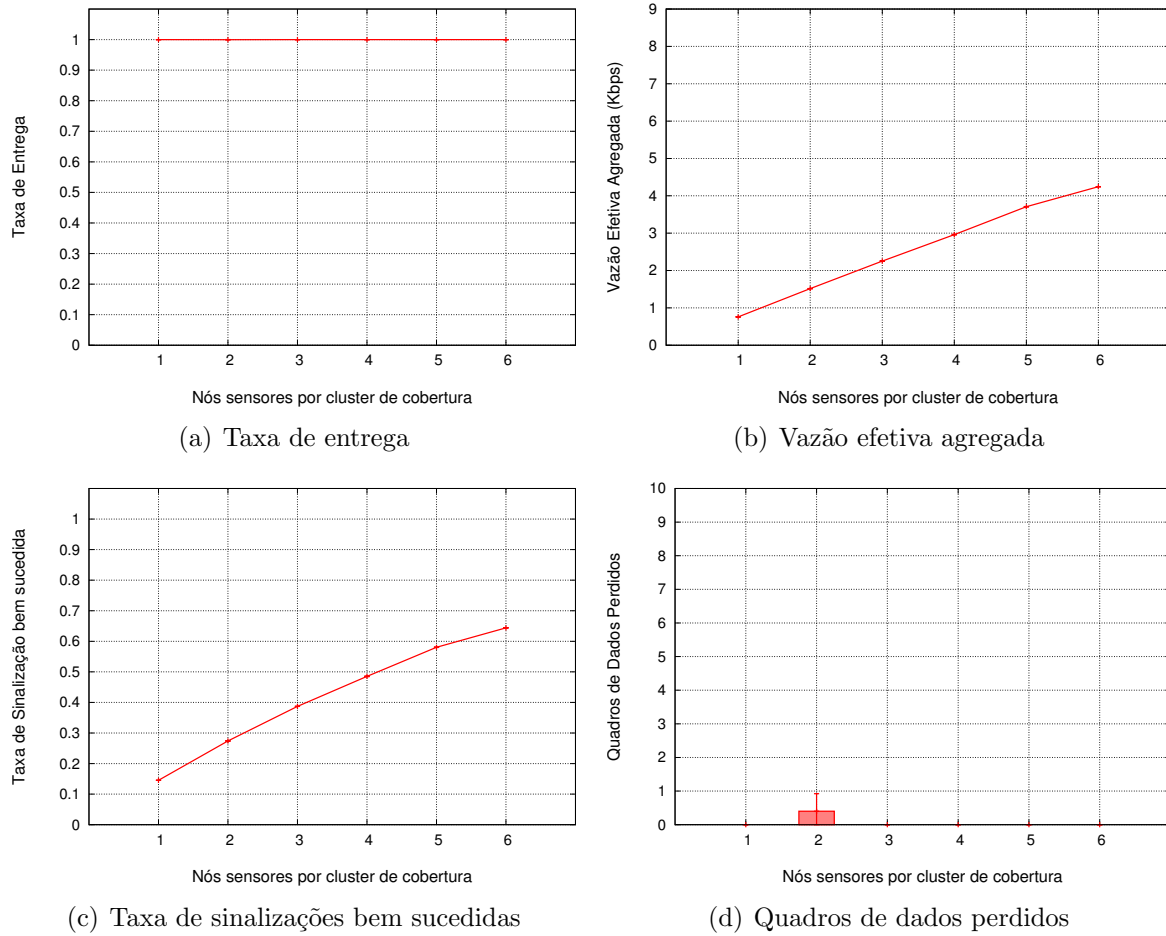 1
0.9
0.8
0.7
0.6
0.5
0.4
0.3
0.2
0.1
0
Taxa de Entrega
1 2 3 4 5 6
Nós sensores por cluster de cobertura
(a) Taxa de entrega
9
8
7
6
5
4
3
2
1
0
Vazão Efetiva Agregada (Kbps)
1 2 3 4 5 6
Nós sensores por cluster de cobertura
(b) Vazão efetiva agregada
1
0.9
0.8
0.7
0.6
0.5
0.4
0.3
0.2
0.1
0
Taxa de Sinalização bem sucedida
1 2 3 4 5 6
Nós sensores por cluster de cobertura
(c) Taxa de sinalizações bem sucedidas
10
9
8
7
6
5
4
3
2
1
0
Quadros de Dados Perdidos
1 2 3 4 5 6
Nós sensores por cluster de cobertura
(d) Quadros de dados perdidos